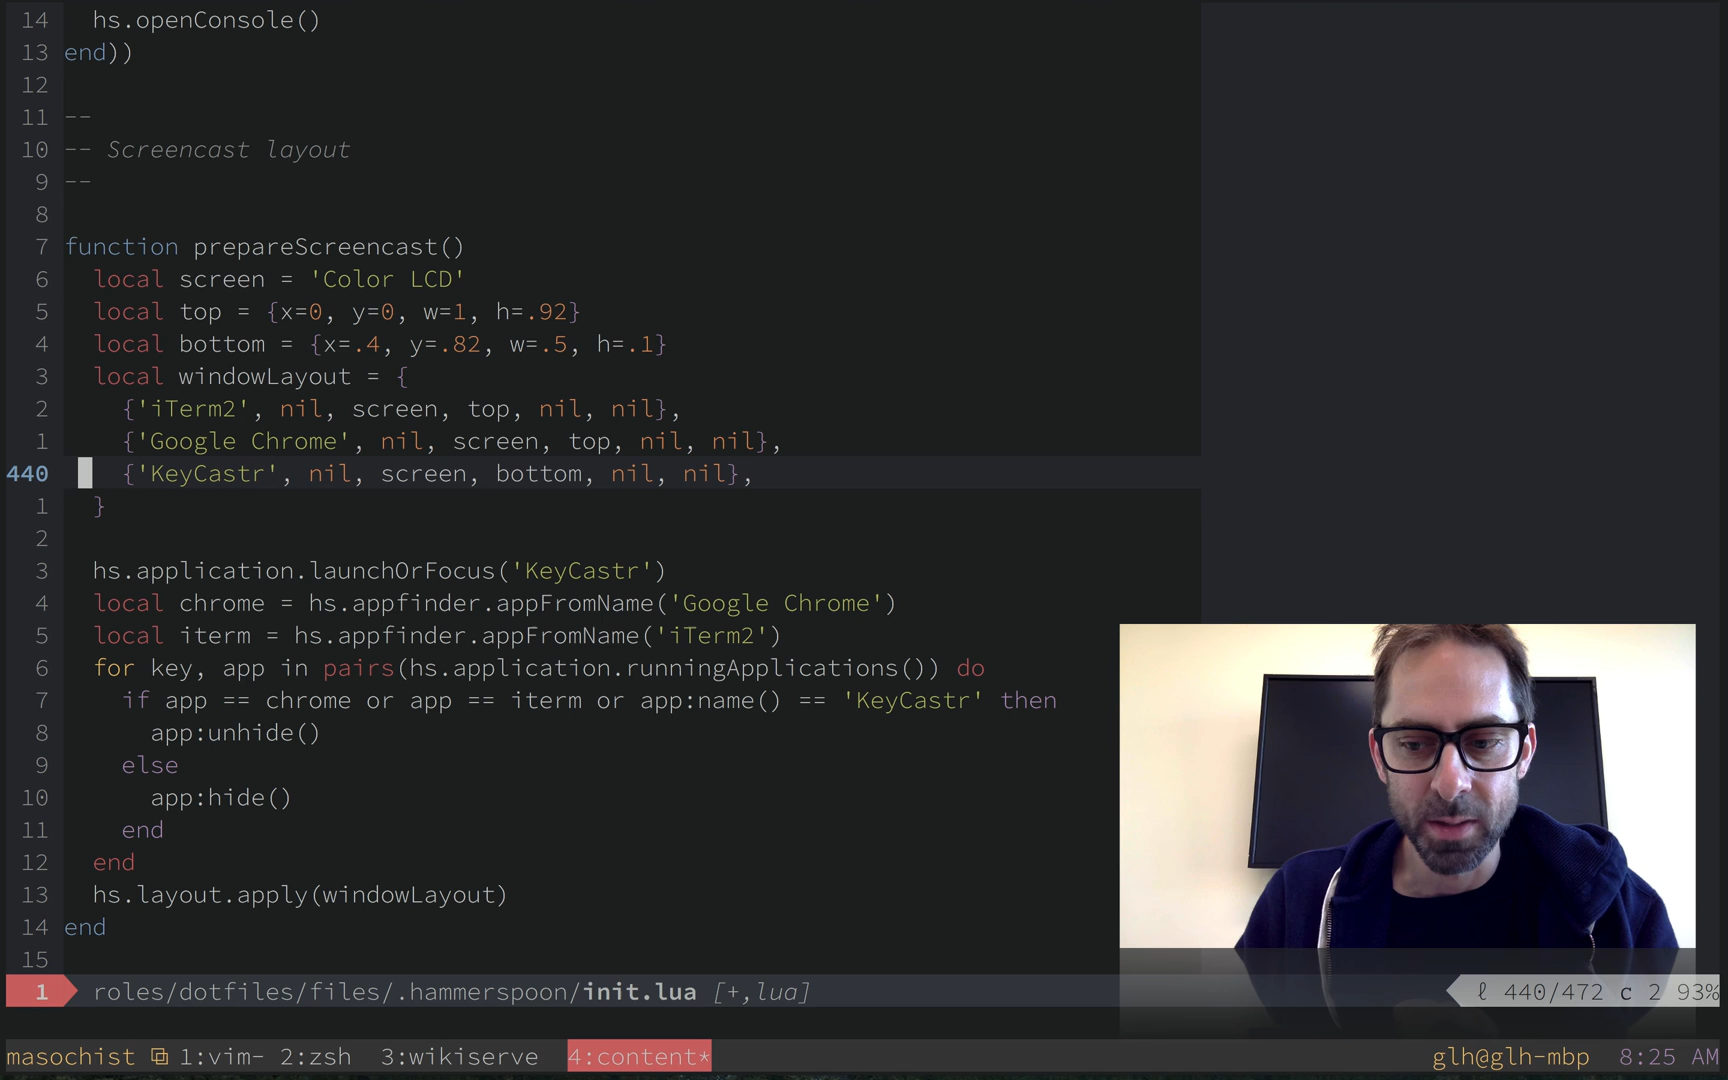 14 hs.openConsole()
13 end))
12
11 --
10 -- Screencast layout
9 --
8
7 function prepareScreencast()
6 local screen = 'Color LCD'
5 local top = {x=0, y=0, w=1, h=.92}
4 local bottom = {x=.4, y=.82, w=.5, h=.1}
3 local windowLayout = {
2 {'iTerm2', nil, screen, top, nil, nil},
1 {'Google Chrome', nil, screen, top, nil, nil},
440 {'KeyCastr', nil, screen, bottom, nil, nil},
1 }
2
3 hs.application.launchOrFocus('KeyCastr')
4 local chrome = hs.appfinder.appFromName('Google Chrome')
5 local iterm = hs.appfinder.appFromName('iTerm2')
6 for key, app in pairs(hs.application.runningApplications()) do
7 if app == chrome or app == iterm or app:name() == 'KeyCastr' then
8 app:unhide()
9 else
10 app:hide()
11 end
12 end
13 hs.layout.apply(windowLayout)
14 end
15
1 roles/dotfiles/files/.hammerspoon/init.lua [+,lua] ℓ 440/472 c 2 93%
masochist 1:vim- 2:zsh 3:wikiserve 4:content* glh@glh-mbp 8:25 AM